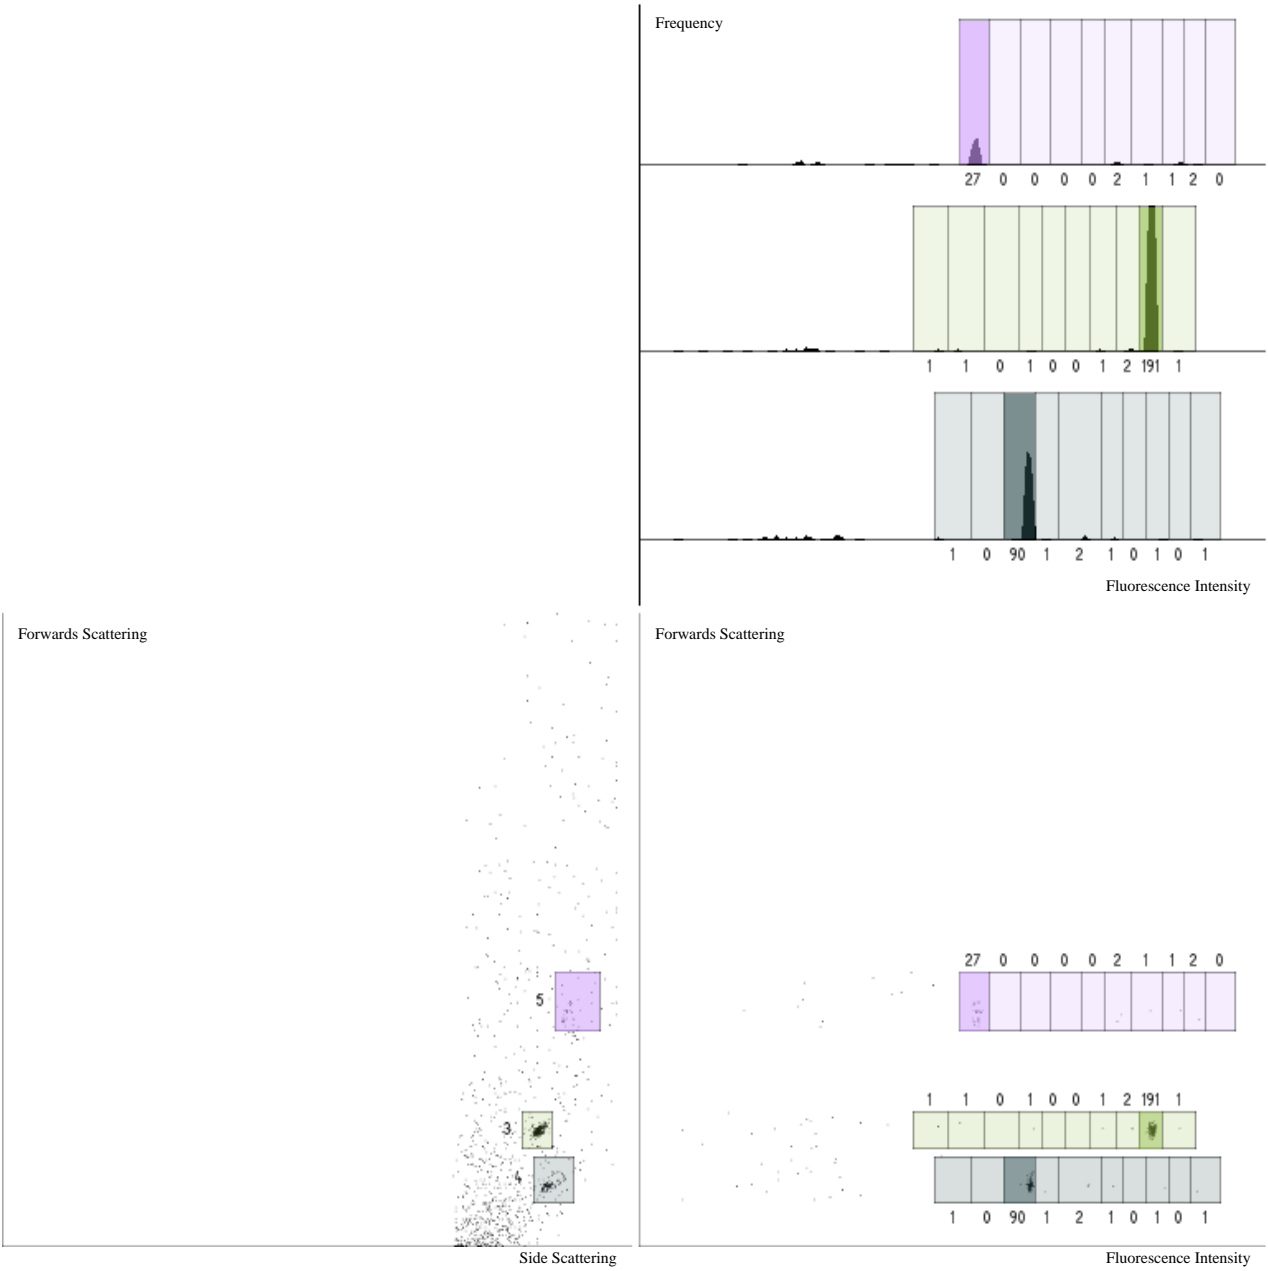 Frequency
27 0 0 0 0 2 1 1 2 0
1 1 0 1 0 0 1 2 191 1
1 0 90 1 2 1 0 1 0 1
Fluorescence Intensity
Forwards Scattering
5
3
4
Side Scattering
Forwards Scattering
27 0 0 0 0 2 1 1 2 0
1 1 0 1 0 0 1 2 191 1
1 0 90 1 2 1 0 1 0 1
Fluorescence Intensity